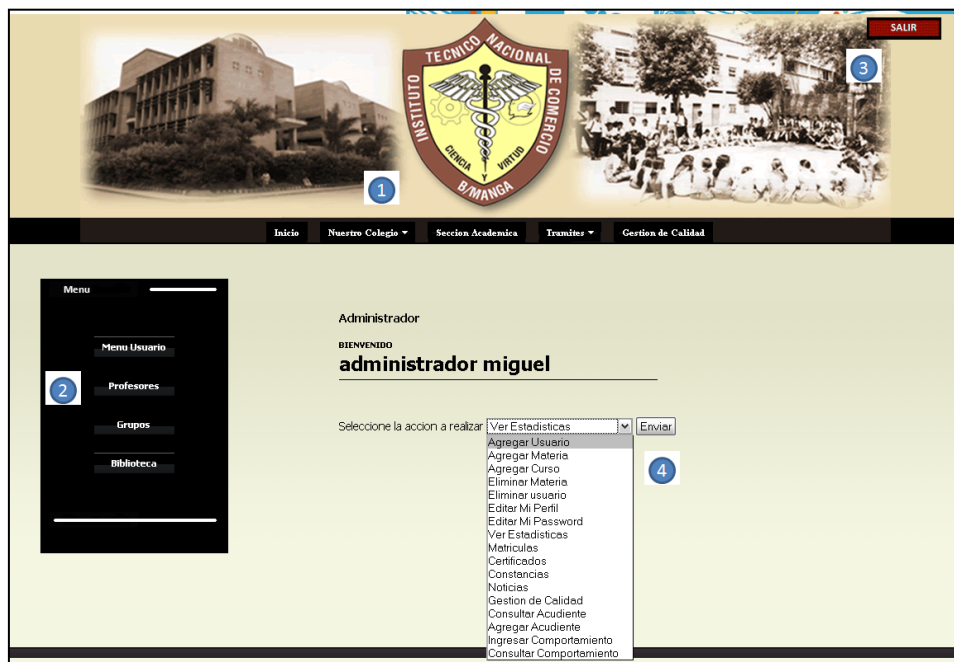 SALIR
INSTITUTO TECNICO NACIONAL DE COMERCIO
CIENCIA Y VIRTUD
B/MANGA
3
1
Inicio Nuestro Colegio Seccion Academica Tramites Gestion de Calidad
Menu
Menu Usuario
2
Profesores
Grupos
Biblioteca
Administrador
BIENVENIDO
administrador miguel
Seleccione la accion a realizar Ver Estadisticas Enviar
4
Agregar Usuario
Agregar Materia
Agregar Curso
Eliminar Materia
Eliminar usuario
Editar Mi Perfil
Editar Mi Password
Ver Estadisticas
Matriculas
Certificados
Constancias
Noticias
Gestion de Calidad
Consultar Acudiente
Agregar Acudiente
Ingresar Comportamiento
Consultar Comportamiento